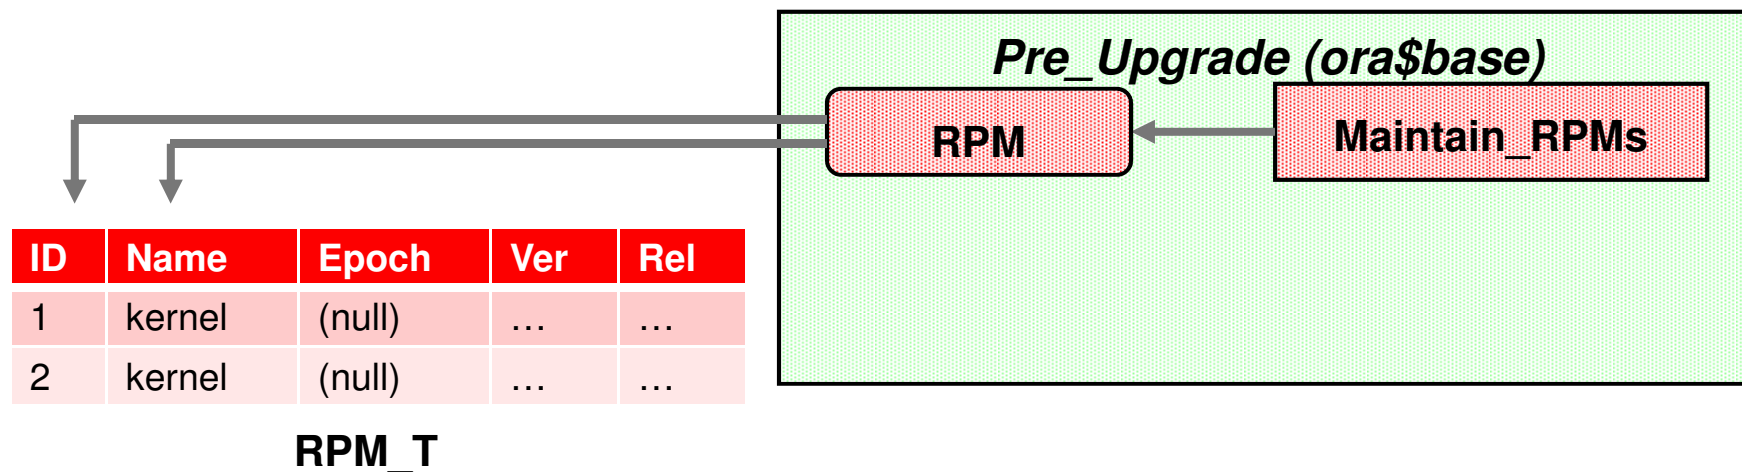 Pre_Upgrade (ora$base)
RPM
Maintain_RPMs
ID Name Epoch Ver Rel
1 kernel (null) … …
2 kernel (null) … …
RPM_T